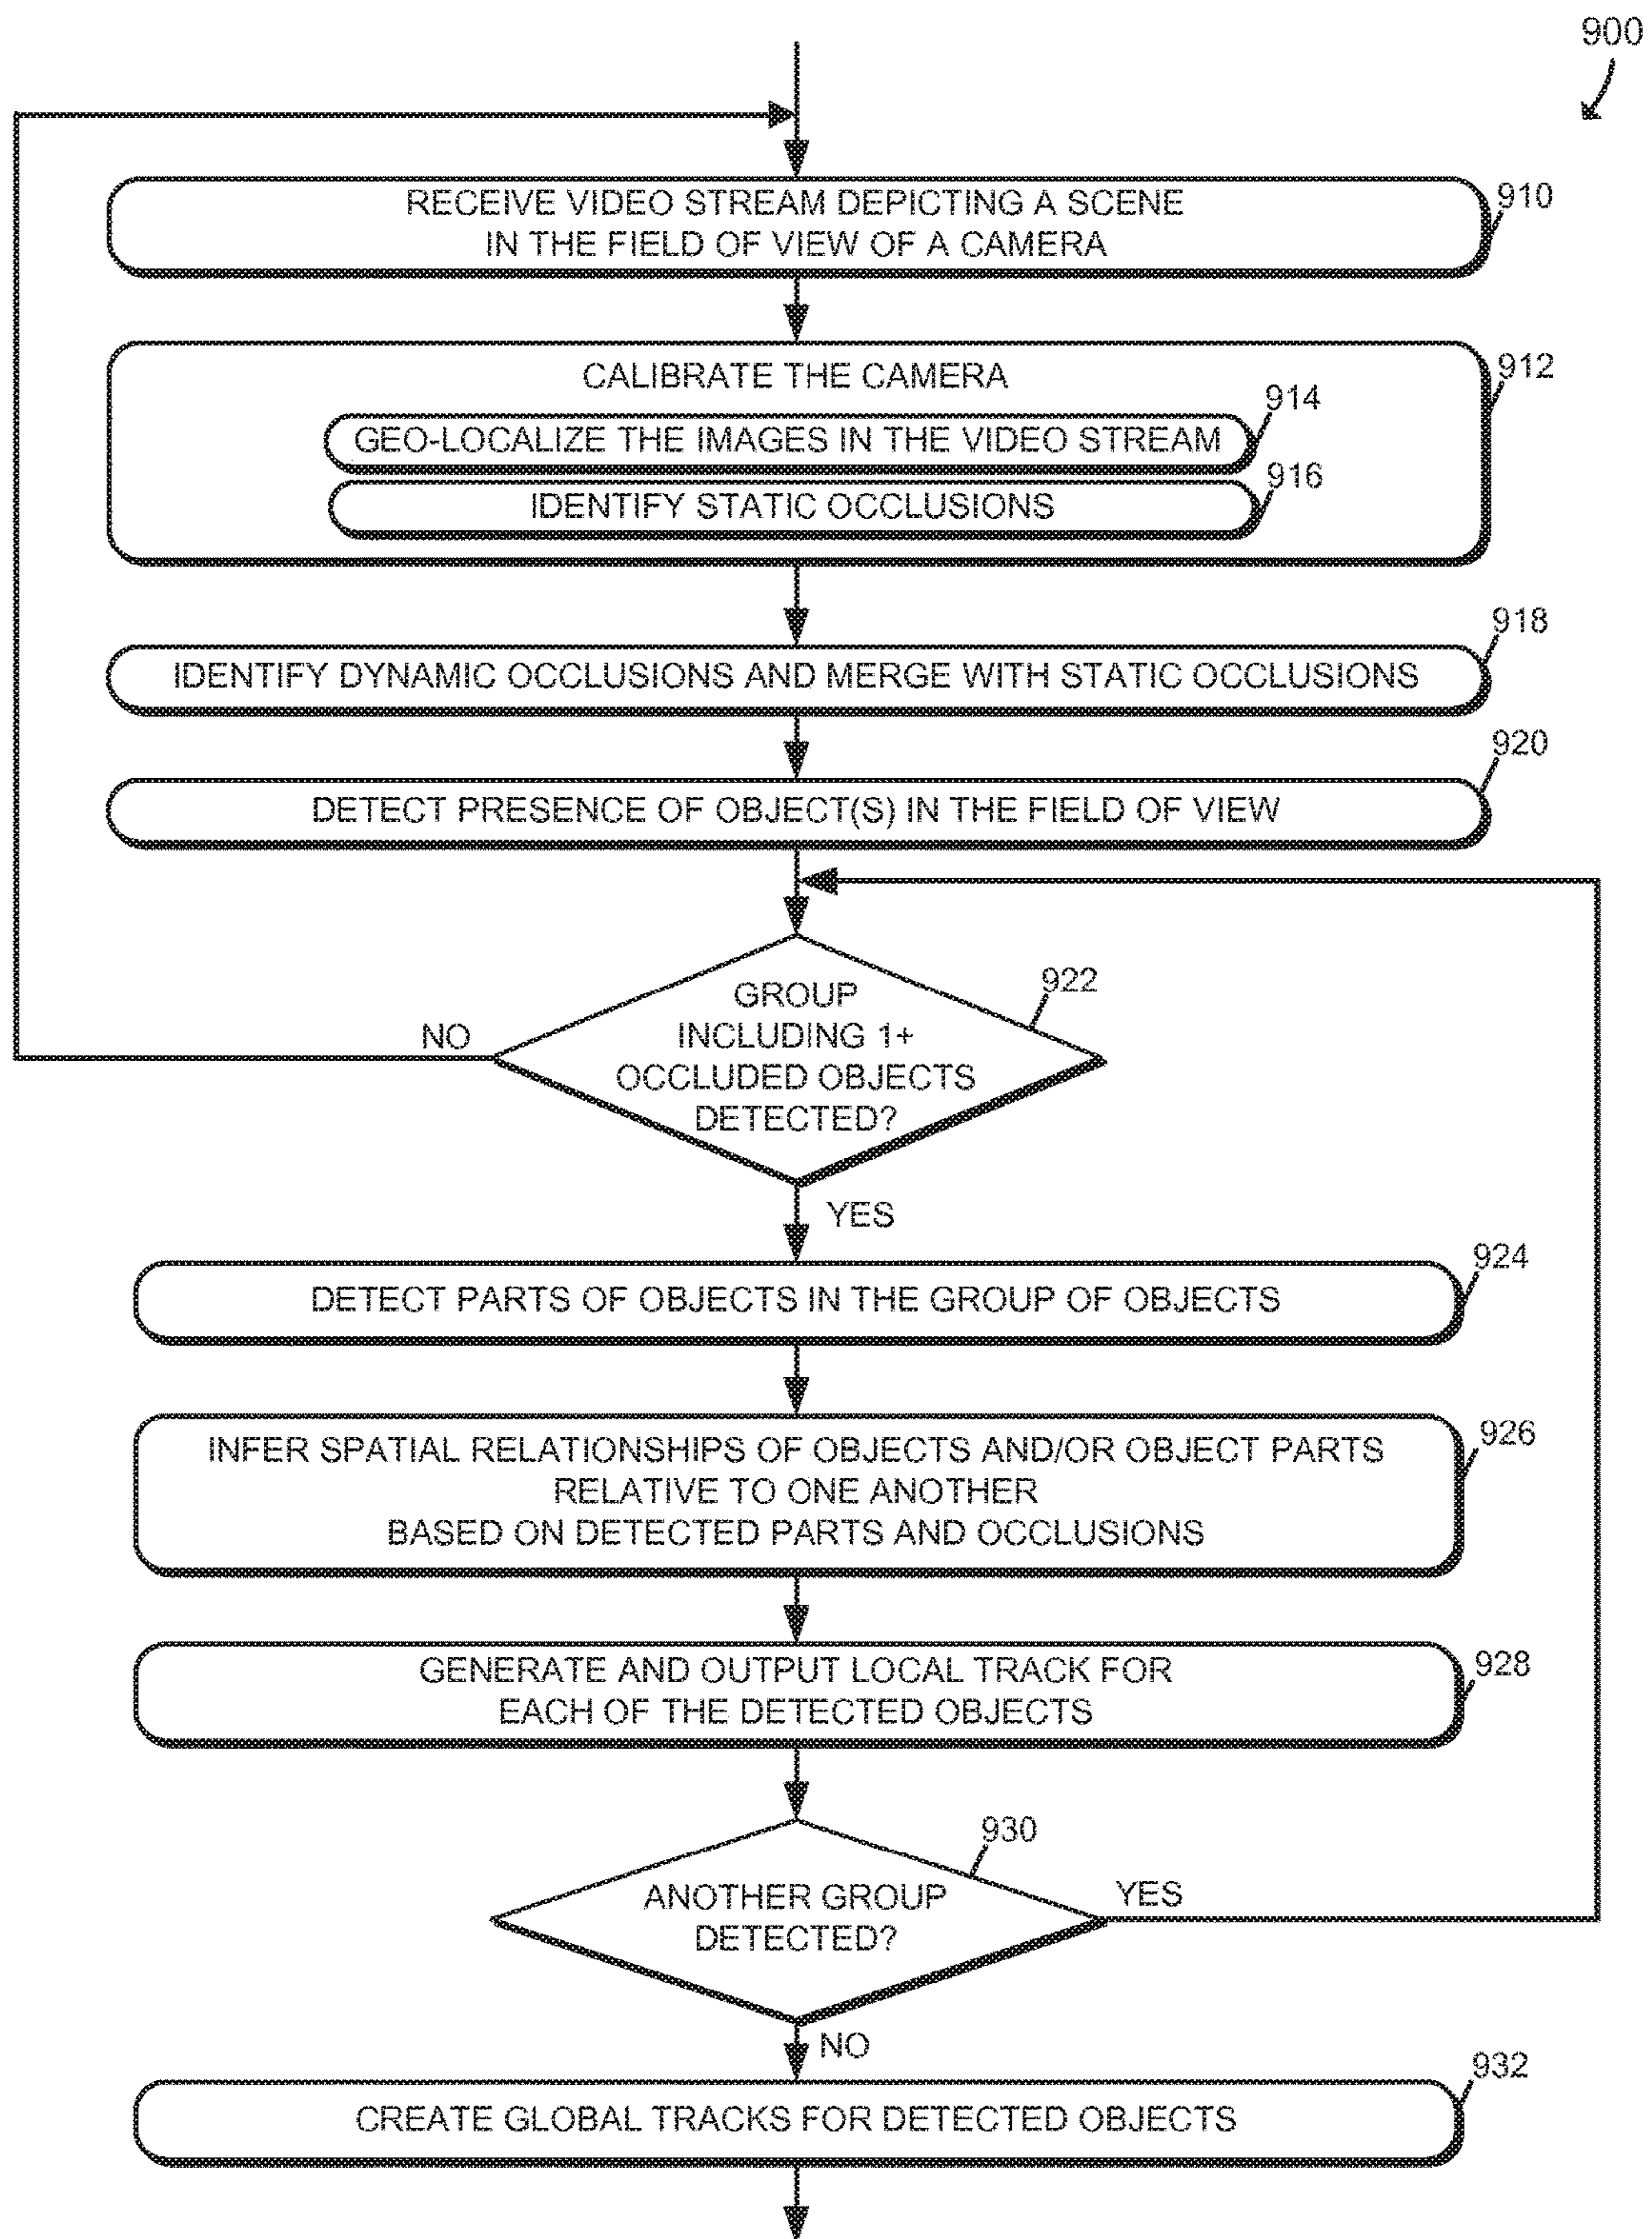 900
RECEIVE VIDEO STREAM DEPICTING A SCENE
IN THE FIELD OF VIEW OF A CAMERA
910
CALIBRATE THE CAMERA
912
914
GEO-LOCALIZE THE IMAGES IN THE VIDEO STREAM
916
IDENTIFY STATIC OCCLUSIONS
918
IDENTIFY DYNAMIC OCCLUSIONS AND MERGE WITH STATIC OCCLUSIONS
920
DETECT PRESENCE OF OBJECT(S) IN THE FIELD OF VIEW
922
GROUP
INCLUDING 1+
OCCLUDED OBJECTS
DETECTED?
NO
YES
924
DETECT PARTS OF OBJECTS IN THE GROUP OF OBJECTS
926
INFER SPATIAL RELATIONSHIPS OF OBJECTS AND/OR OBJECT PARTS
RELATIVE TO ONE ANOTHER
BASED ON DETECTED PARTS AND OCCLUSIONS
928
GENERATE AND OUTPUT LOCAL TRACK FOR
EACH OF THE DETECTED OBJECTS
930
ANOTHER GROUP
DETECTED?
YES
NO
932
CREATE GLOBAL TRACKS FOR DETECTED OBJECTS